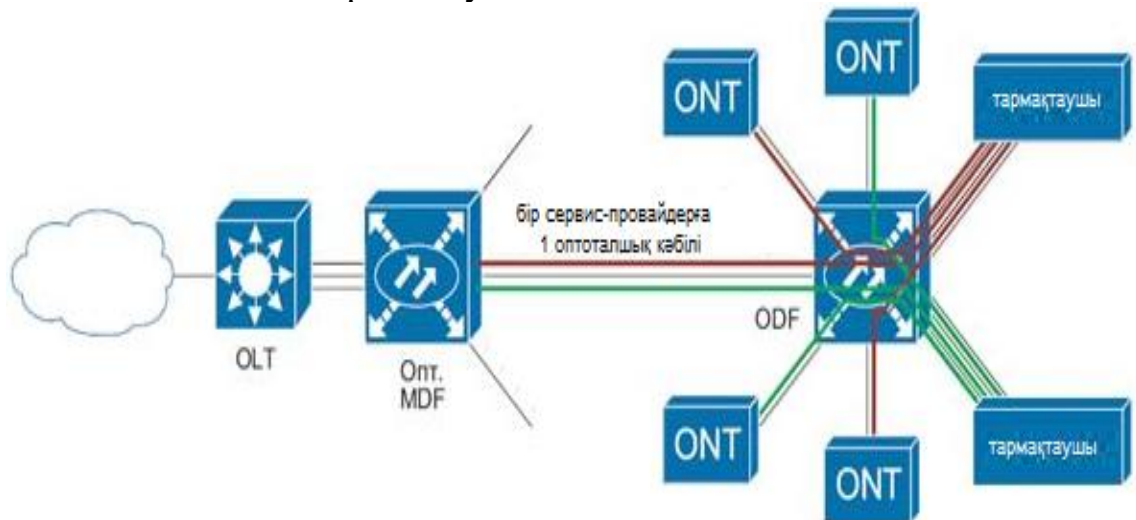 ONT
ONT
тармақтаушы
бір сервис-провайдерға
1 оптоталшық кәбілі
ODF
OLT
Опт.
MDF
ONT
ONT
тармақтаушы